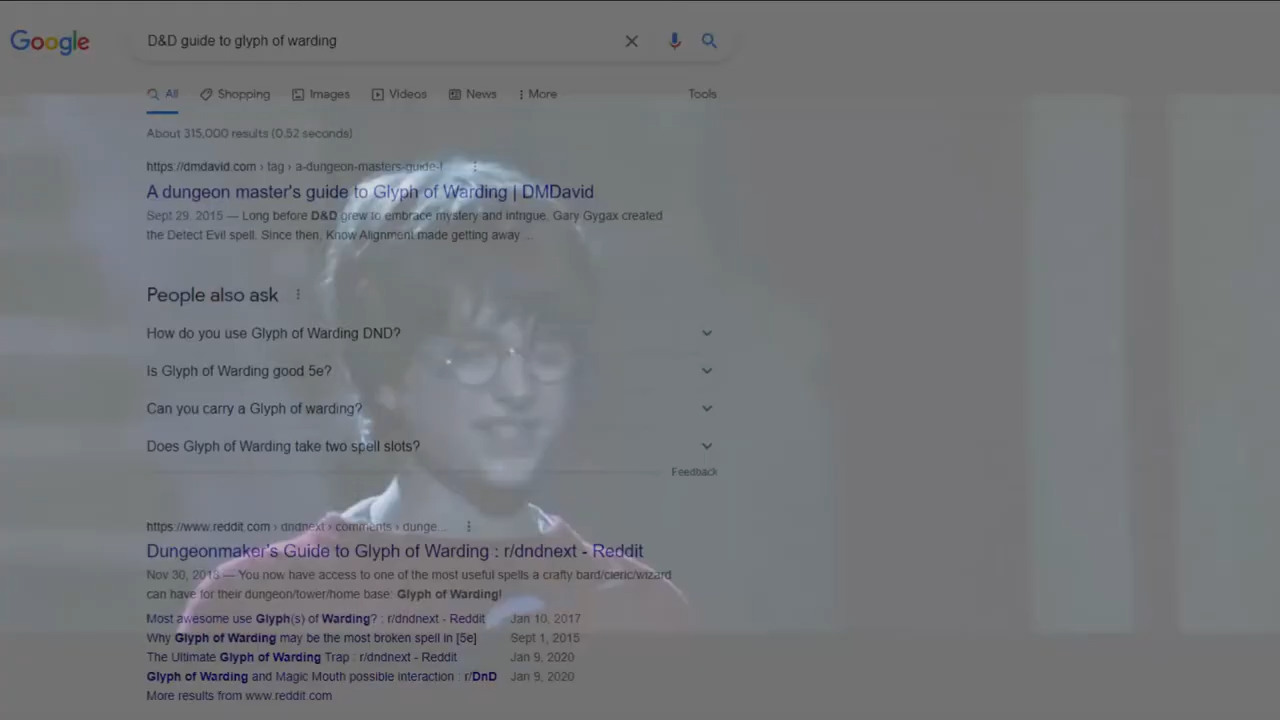 Google
D&D guide to glyph of warding
All Shopping Images Videos News More Tools
About 315,000 results (0.52 seconds)
https://dmdavid.com › tag › a-dungeon-masters-guide-t...
A dungeon master's guide to Glyph of Warding | DMDavid
Sept 29, 2015 — Long before D&D grew to embrace mystery and intrigue, Gary Gygax created
the Detect Evil spell. Since then, Know Alignment made getting away ...
People also ask
How do you use Glyph of Warding DND?
Is Glyph of Warding good 5e?
Can you carry a Glyph of warding?
Does Glyph of Warding take two spell slots?
Feedback
https://www.reddit.com › dndnext › comments › dunge...
Dungeonmaker's Guide to Glyph of Warding : r/dndnext - Reddit
Nov 30, 2018 — You now have access to one of the most useful spells a crafty bard/cleric/wizard
can have for their dungeon/tower/home base: Glyph of Warding!
Most awesome use Glyph(s) of Warding? : r/dndnext - Reddit Jan 10, 2017
Why Glyph of Warding may be the most broken spell in [5e] Sept 1, 2015
The Ultimate Glyph of Warding Trap : r/dndnext - Reddit Jan 9, 2020
Glyph of Warding and Magic Mouth possible interaction : r/DnD Jan 9, 2020
More results from www.reddit.com